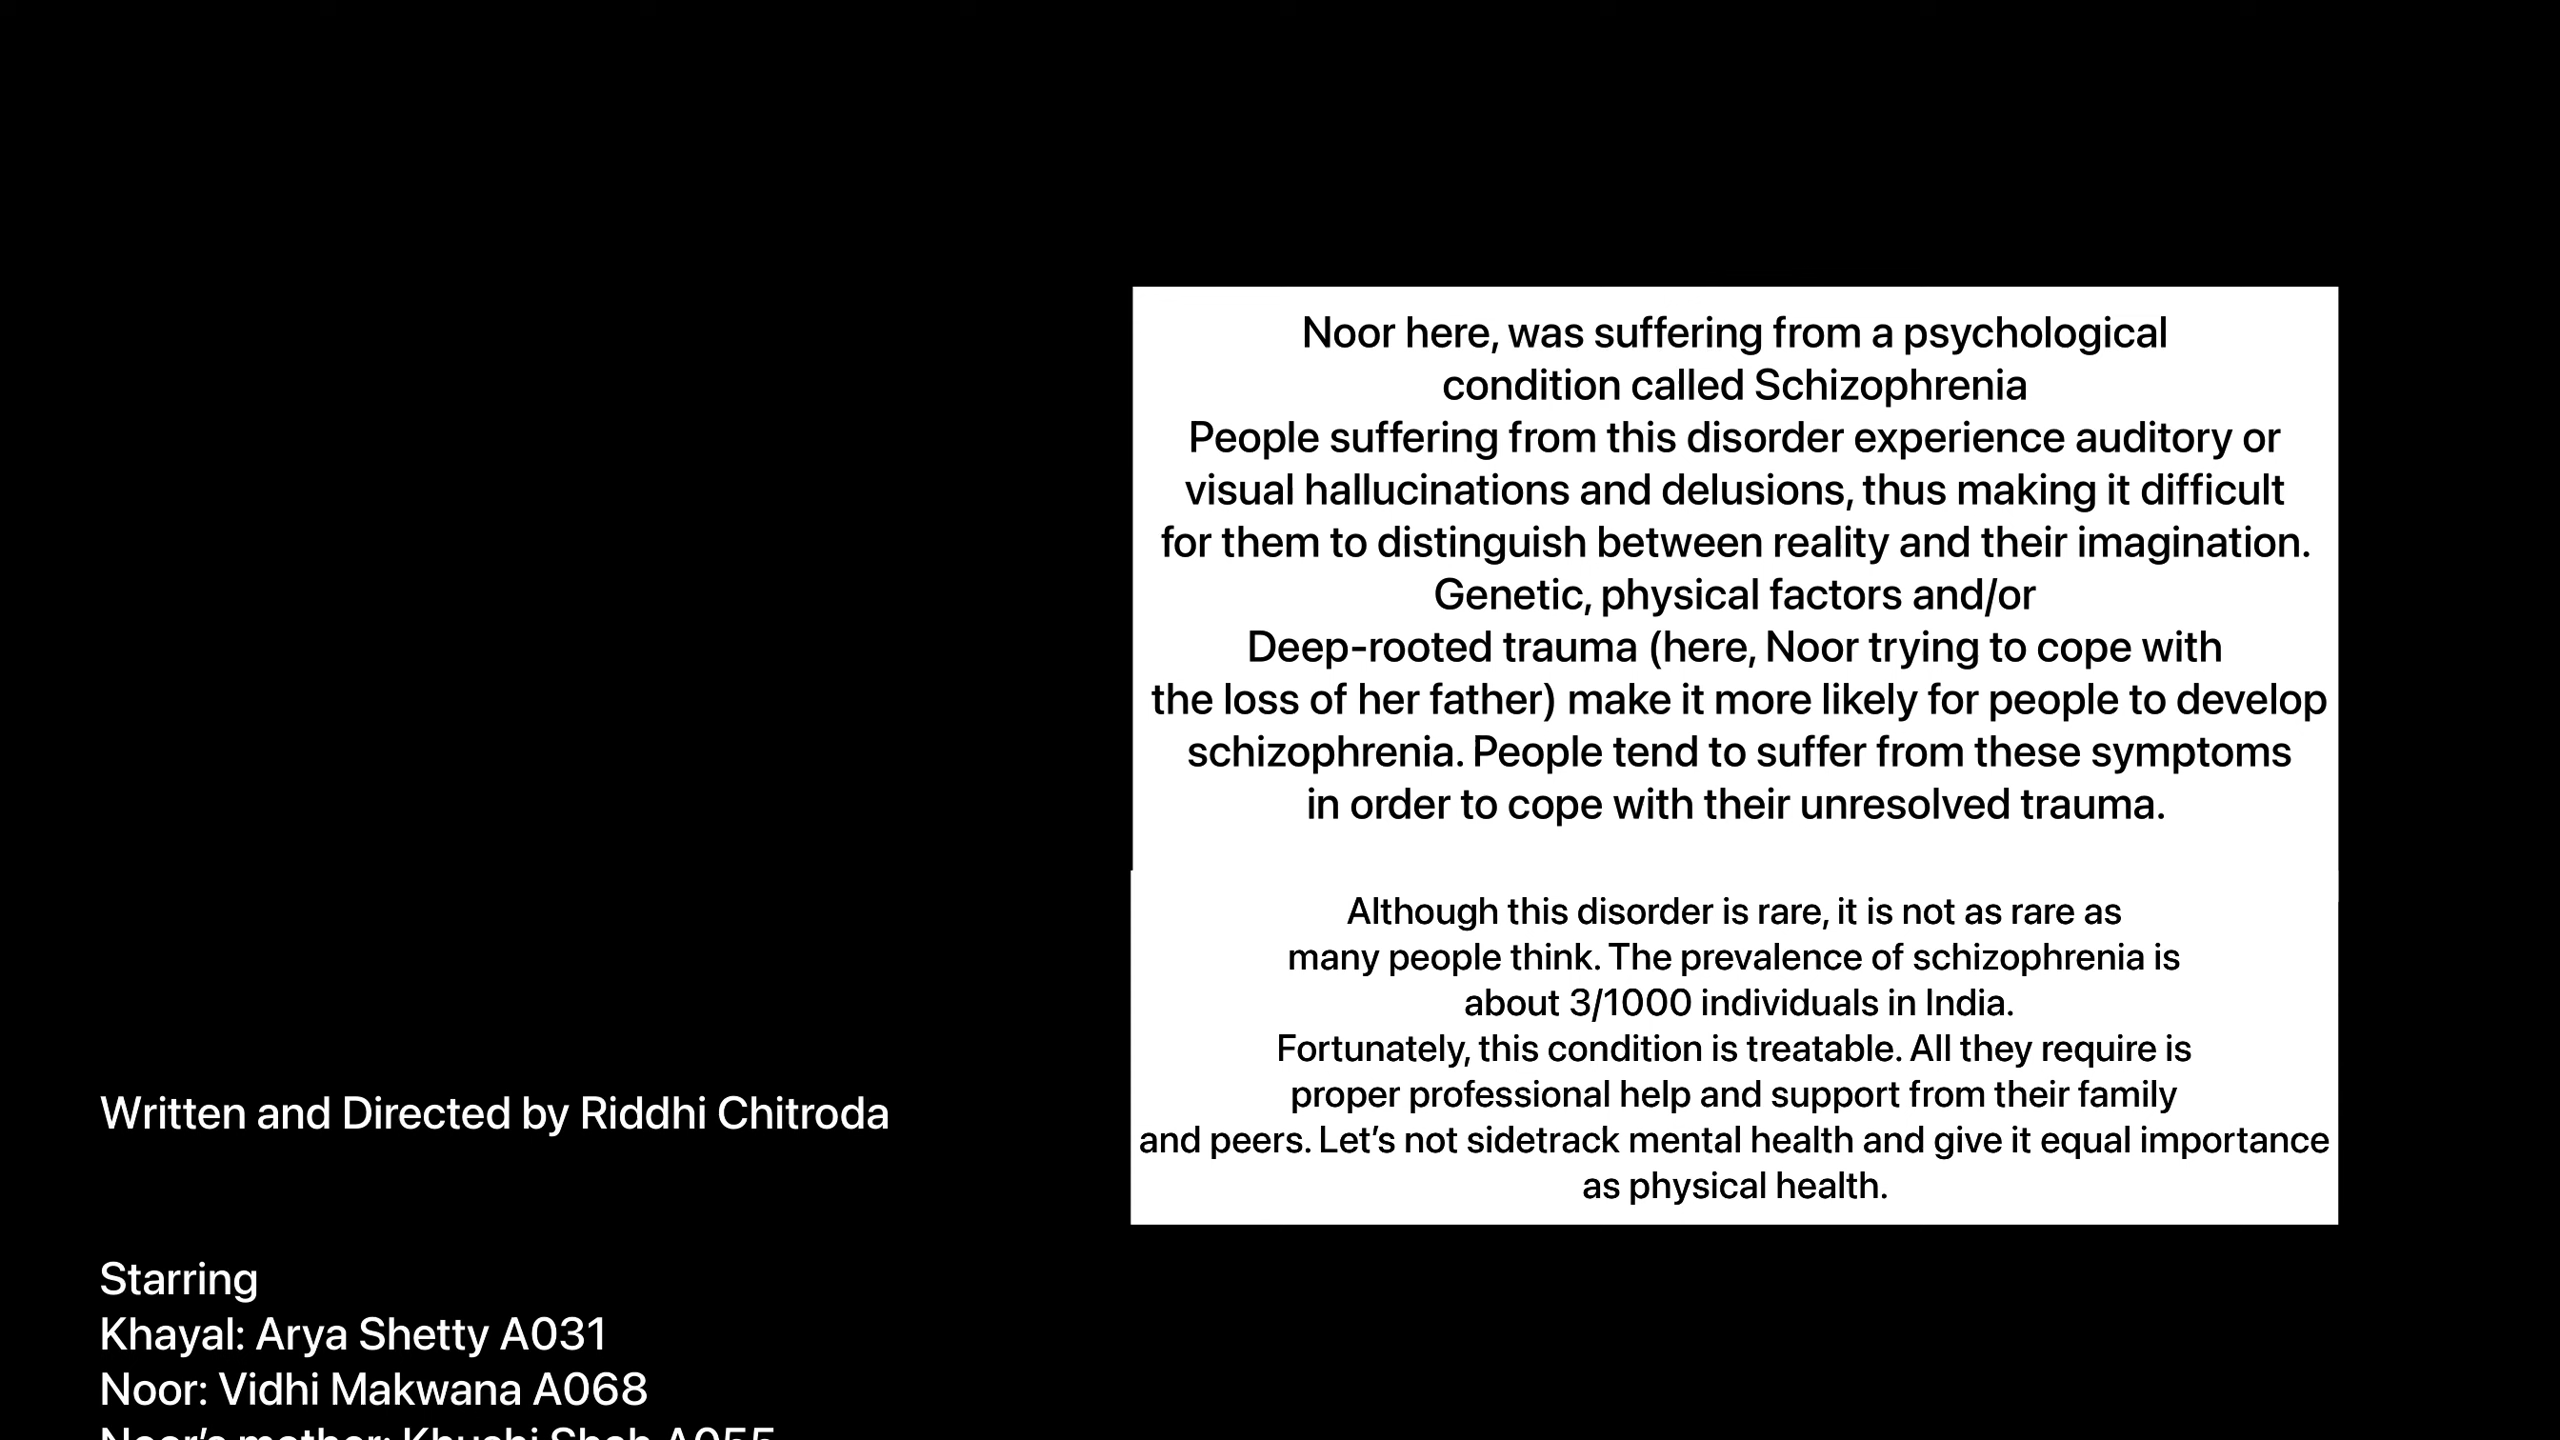 Noor here, was suffering from a psychological
condition called Schizophrenia
People suffering from this disorder experience auditory or
visual hallucinations and delusions, thus making it difficult
for them to distinguish between reality and their imagination.
Genetic, physical factors and/or
Deep-rooted trauma (here, Noor trying to cope with
the loss of her father) make it more likely for people to develop
schizophrenia. People tend to suffer from these symptoms
in order to cope with their unresolved trauma.
Although this disorder is rare, it is not as rare as
many people think. The prevalence of schizophrenia is
about 3/1000 individuals in India.
Fortunately, this condition is treatable. All they require is
proper professional help and support from their family
and peers. Let’s not sidetrack mental health and give it equal importance
as physical health.
Written and Directed by Riddhi Chitroda
Starring
Khayal: Arya Shetty A031
Noor: Vidhi Makwana A068
Noor’s mother: Khushi Shah A055